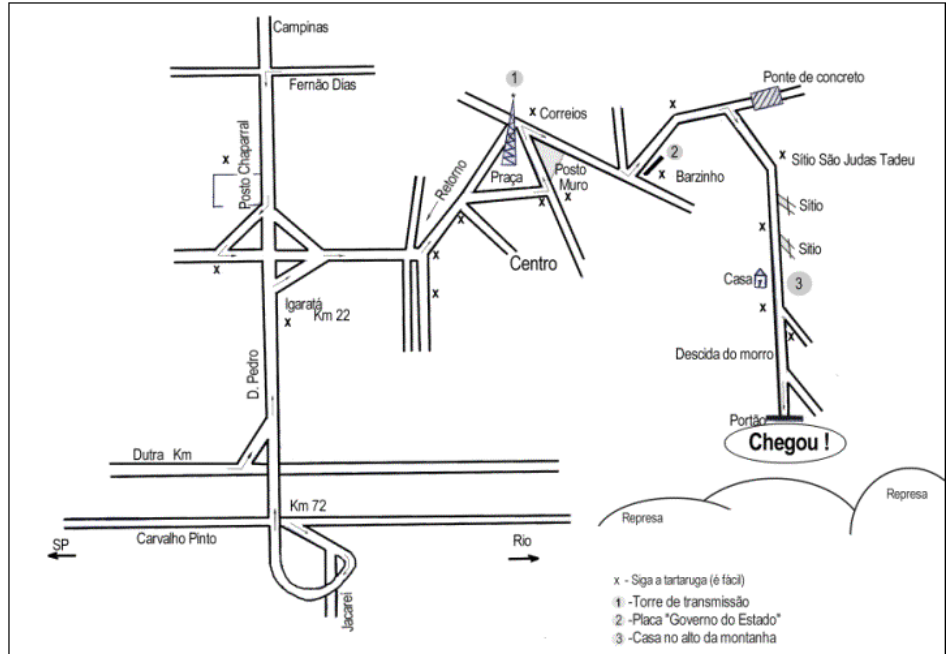 Campinas
Fernão Dias
Posto Chaparral
x
1
x Correios
Retorno
Praça
Posto
Muro
x
x
Centro
x
x
x
x
Ponte de concreto
x
2
x
Barzinho
x
Sítio São Judas Tadeu
Sítio
x
Sítio
Casa
3
x
x
Descida do morro
Portão
Chegou !
Igaratá
Km 22
x
D. Pedro
Dutra Km
Km 72
Carvalho Pinto
SP
Rio
Jacareí
Represa
Represa
x - Siga a tartaruga (é fácil)
1 -Torre de transmissão
2 -Placa "Governo do Estado"
3 -Casa no alto da montanha